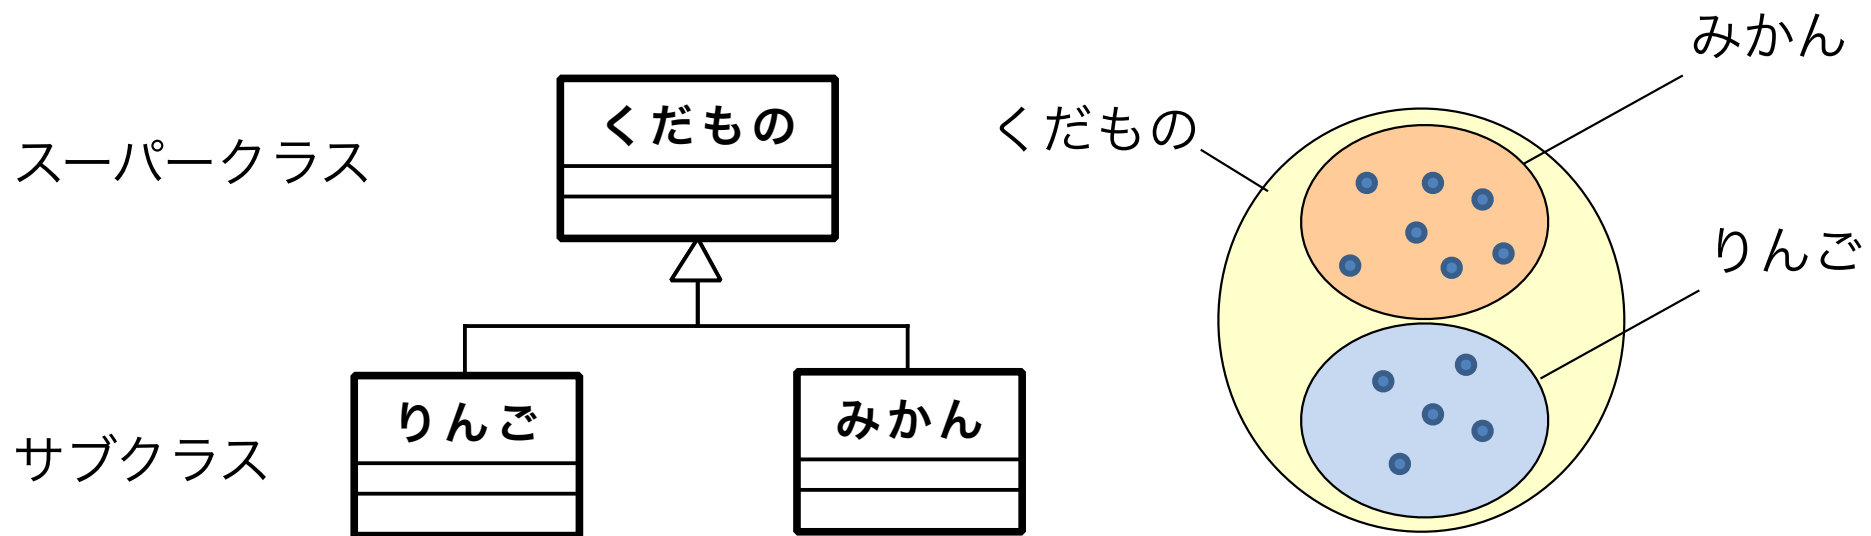 スーパークラス
くだもの
サブクラス
りんご
みかん
くだもの
みかん
りんご